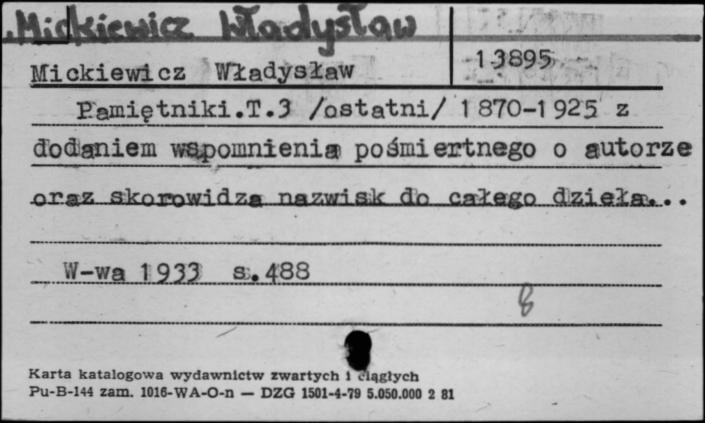 Mickiewicz Władysław
Mickiewicz Władysław 13895
Pamiętniki.T.3 /ostatni/ 1870-1925 z
dodaniem wspomnienia pośmiertnego o autorze
oraz skorowidza nazwisk do całego dzieła...
W-wa 1933 s.488
8
Karta katalogowa wydawnictw zwartych i ciągłych
Pu-B-144 zam. 1016-WA-O-n — DZG 1501-4-79 5.050.000 2 81